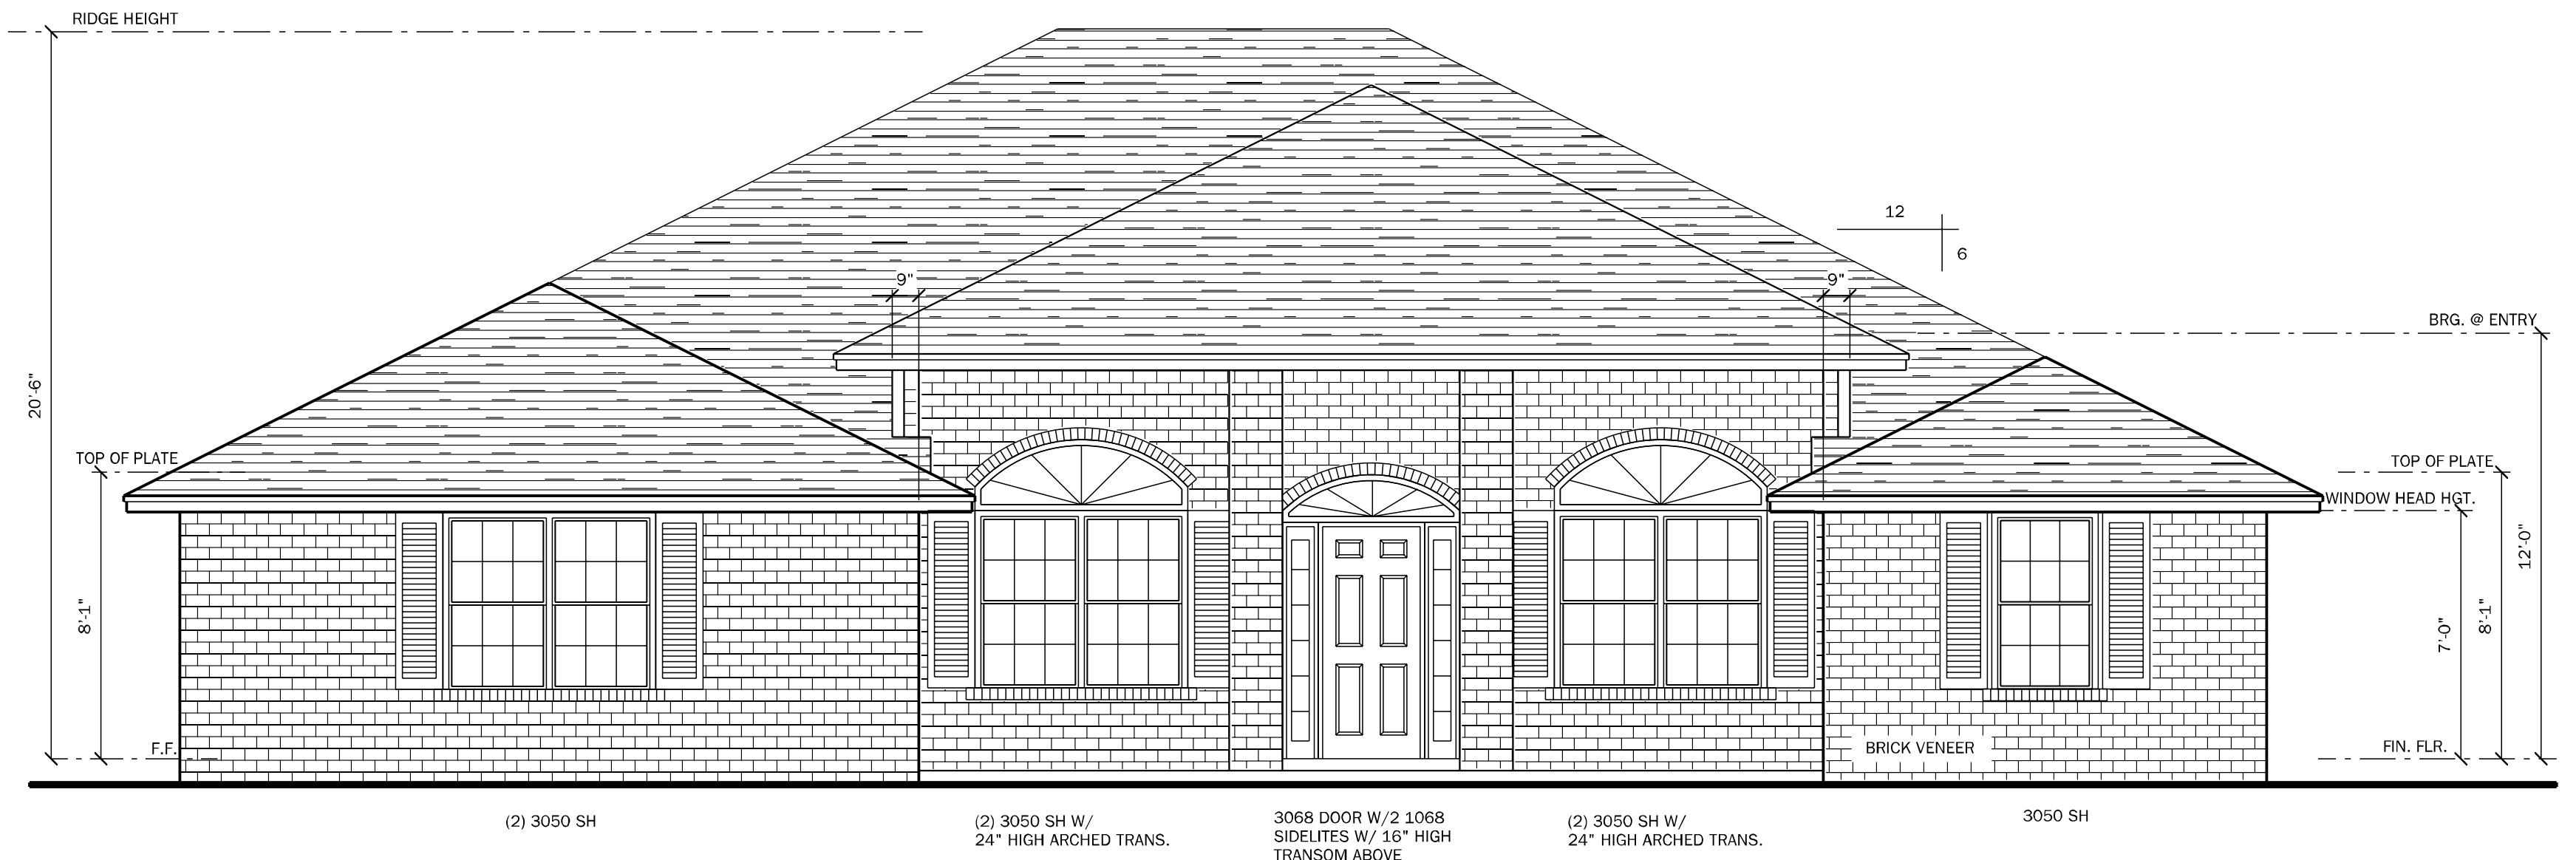 RIDGE HEIGHT
12
6
9"
9"
BRG. @ ENTRY
20'-6"
TOP OF PLATE
TOP OF PLATE
WINDOW HEAD HGT.
12'-0"
8'-1"
8'-1"
7'-0"
F.F.
BRICK VENEER
FIN. FLR.
(2) 3050 SH
(2) 3050 SH W/
24" HIGH ARCHED TRANS.
3068 DOOR W/2 1068
SIDELITES W/ 16" HIGH
TRANSOM ABOVE
(2) 3050 SH W/
24" HIGH ARCHED TRANS.
3050 SH